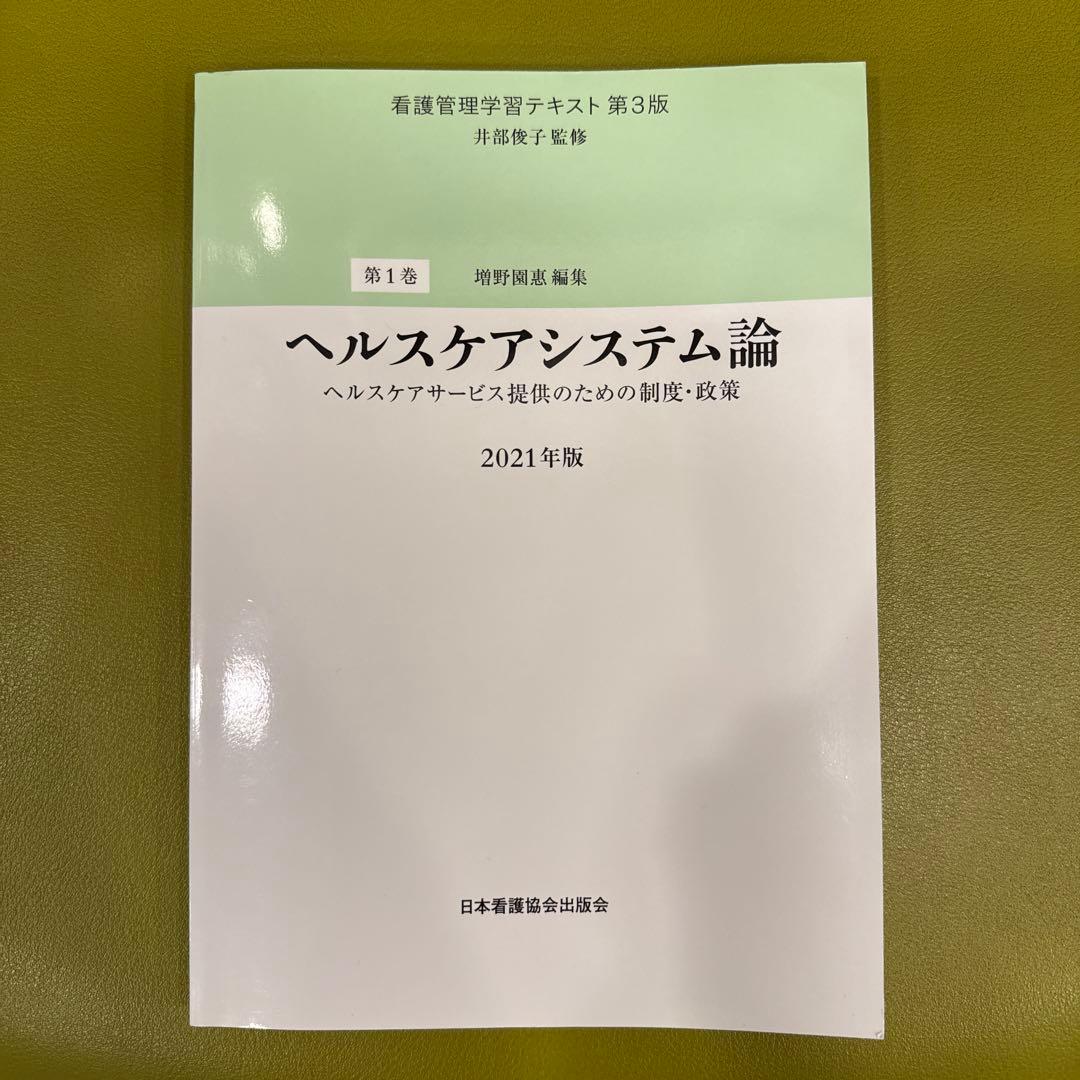 看護管理学習テキスト 第3版
井部俊子 監修
第1巻 増野園惠 編集
ヘルスケアシステム論
ヘルスケアサービス提供のための制度・政策
2021年版
日本看護協会出版会